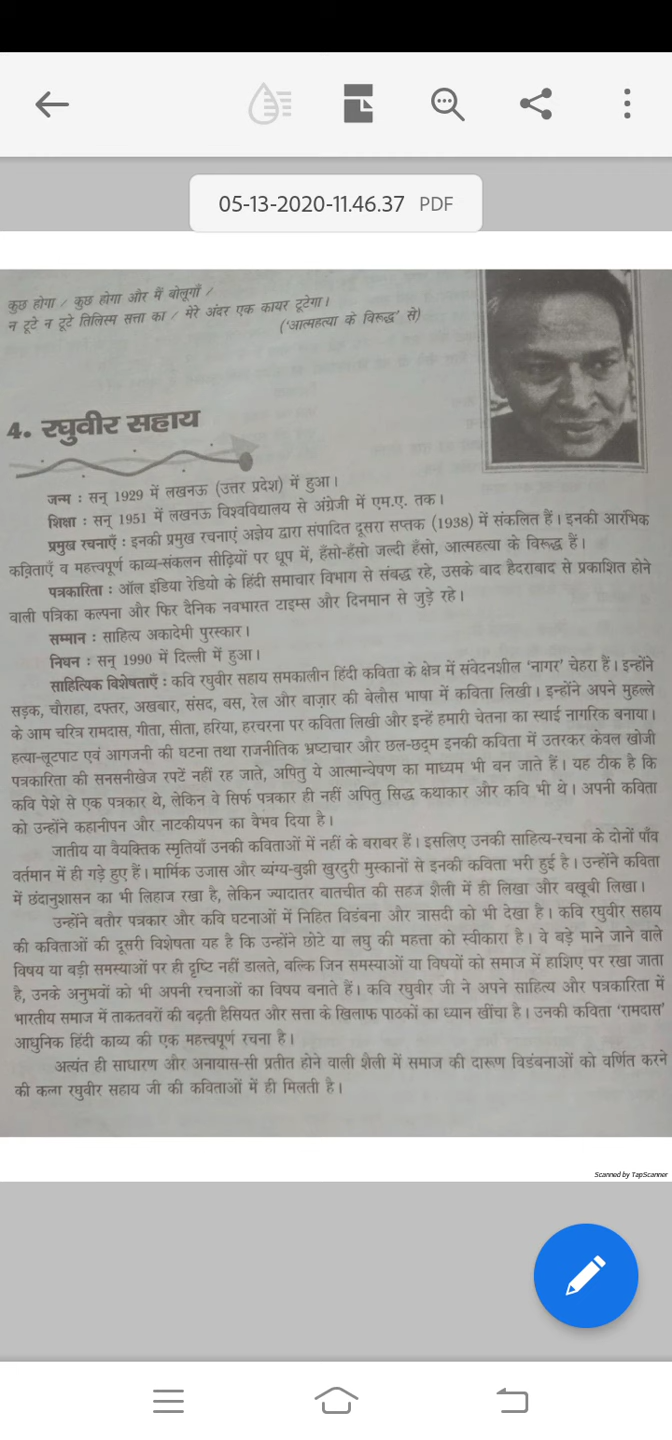 05-13-2020-11.46.37 PDF
कुछ होगा / कुछ होगा और मैं बोलूगाँ /
न टूटे न टूटे तिलिस्म सत्ता का / मेरे अंदर एक कायर टूटेगा।
('आत्महत्या के विरूद्ध' से)
4. रघुवीर सहाय
जन्म : सन् 1929 में लखनऊ (उत्तर प्रदेश) में हुआ।
शिक्षा : सन् 1951 में लखनऊ विश्वविद्यालय से अंग्रेजी में एम.ए. तक।
प्रमुख रचनाएँ : इनकी प्रमुख रचनाएं अज्ञेय द्वारा संपादित दूसरा सप्तक (1938) में संकलित हैं। इनकी आरंभिक
कविताएँ व महत्त्वपूर्ण काव्य-संकलन सीढ़ियों पर धूप में, हँसो-हँसो जल्दी हँसो, आत्महत्या के विरूद्ध हैं।
पत्रकारिता : ऑल इंडिया रेडियो के हिंदी समाचार विभाग से संबद्ध रहे, उसके बाद हैदराबाद से प्रकाशित होने
वाली पत्रिका कल्पना और फिर दैनिक नवभारत टाइम्स और दिनमान से जुड़े रहे।
सम्मान : साहित्य अकादेमी पुरस्कार।
निधन : सन् 1990 में दिल्ली में हुआ।
साहित्यिक विशेषताएँ : कवि रघुवीर सहाय समकालीन हिंदी कविता के क्षेत्र में संवेदनशील 'नागर' चेहरा हैं। इन्होंने
सड़क, चौराहा, दफ्तर, अखबार, संसद, बस, रेल और बाज़ार की बेलौस भाषा में कविता लिखी। इन्होंने अपने मुहल्ले
के आम चरित्र रामदास, गीता, सीता, हरिया, हरचरना पर कविता लिखी और इन्हें हमारी चेतना का स्थाई नागरिक बनाया।
हत्या-लूटपाट एवं आगजनी की घटना तथा राजनीतिक भ्रष्टाचार और छल-छद्म इनकी कविता में उतरकर केवल खोजी
पत्रकारिता की सनसनीखेज रपटें नहीं रह जाते, अपितु ये आत्मान्वेषण का माध्यम भी बन जाते हैं। यह ठीक है कि
कवि पेशे से एक पत्रकार थे, लेकिन वे सिर्फ पत्रकार ही नहीं अपितु सिद्ध कथाकार और कवि भी थे। अपनी कविता
को उन्होंने कहानीपन और नाटकीयपन का वैभव दिया है।
जातीय या वैयक्तिक स्मृतियाँ उनकी कविताओं में नहीं के बराबर हैं। इसलिए उनकी साहित्य-रचना के दोनों पाँव
वर्तमान में ही गड़े हुए हैं। मार्मिक उजास और व्यंग्य-बुझी खुरदुरी मुस्कानों से इनकी कविता भरी हुई है। उन्होंने कविता
में छंदानुशासन का भी लिहाज रखा है, लेकिन ज्यादातर बातचीत की सहज शैली में ही लिखा और बखूबी लिखा।
उन्होंने बतौर पत्रकार और कवि घटनाओं में निहित विडंबना और त्रासदी को भी देखा है। कवि रघुवीर सहाय
की कविताओं की दूसरी विशेषता यह है कि उन्होंने छोटे या लघु की महत्ता को स्वीकारा है। वे बड़े माने जाने वाले
विषय या बड़ी समस्याओं पर ही दृष्टि नहीं डालते, बल्कि जिन समस्याओं या विषयों को समाज में हाशिए पर रखा जाता
है, उनके अनुभवों को भी अपनी रचनाओं का विषय बनाते हैं। कवि रघुवीर जी ने अपने साहित्य और पत्रकारिता में
भारतीय समाज में ताकतवरों की बढ़ती हैसियत और सत्ता के खिलाफ पाठकों का ध्यान खींचा है। उनकी कविता 'रामदास'
आधुनिक हिंदी काव्य की एक महत्त्वपूर्ण रचना है।
अत्यंत ही साधारण और अनायास-सी प्रतीत होने वाली शैली में समाज की दारूण विडंबनाओं को वर्णित करने
की कला रघुवीर सहाय जी की कविताओं में ही मिलती है।
Scanned by TapScanner